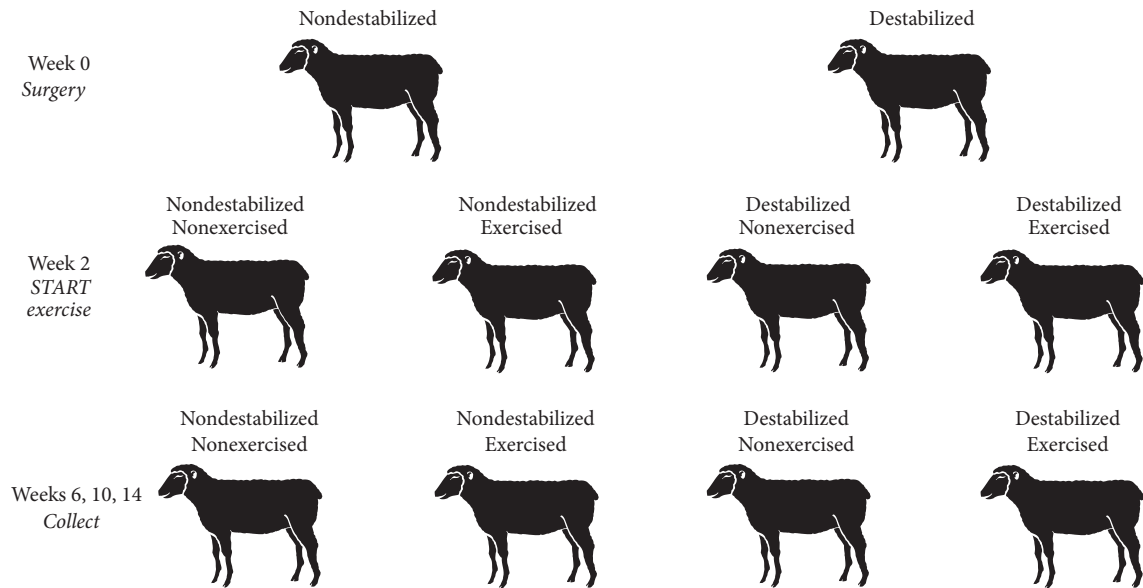 Nondestabilized
Destabilized
Week 0
Surgery
Nondestabilized
Nonexercised
Nondestabilized
Exercised
Destabilized
Nonexercised
Destabilized
Exercised
Week 2
START
exercise
Nondestabilized
Nonexercised
Nondestabilized
Exercised
Destabilized
Nonexercised
Destabilized
Exercised
Weeks 6, 10, 14
Collect